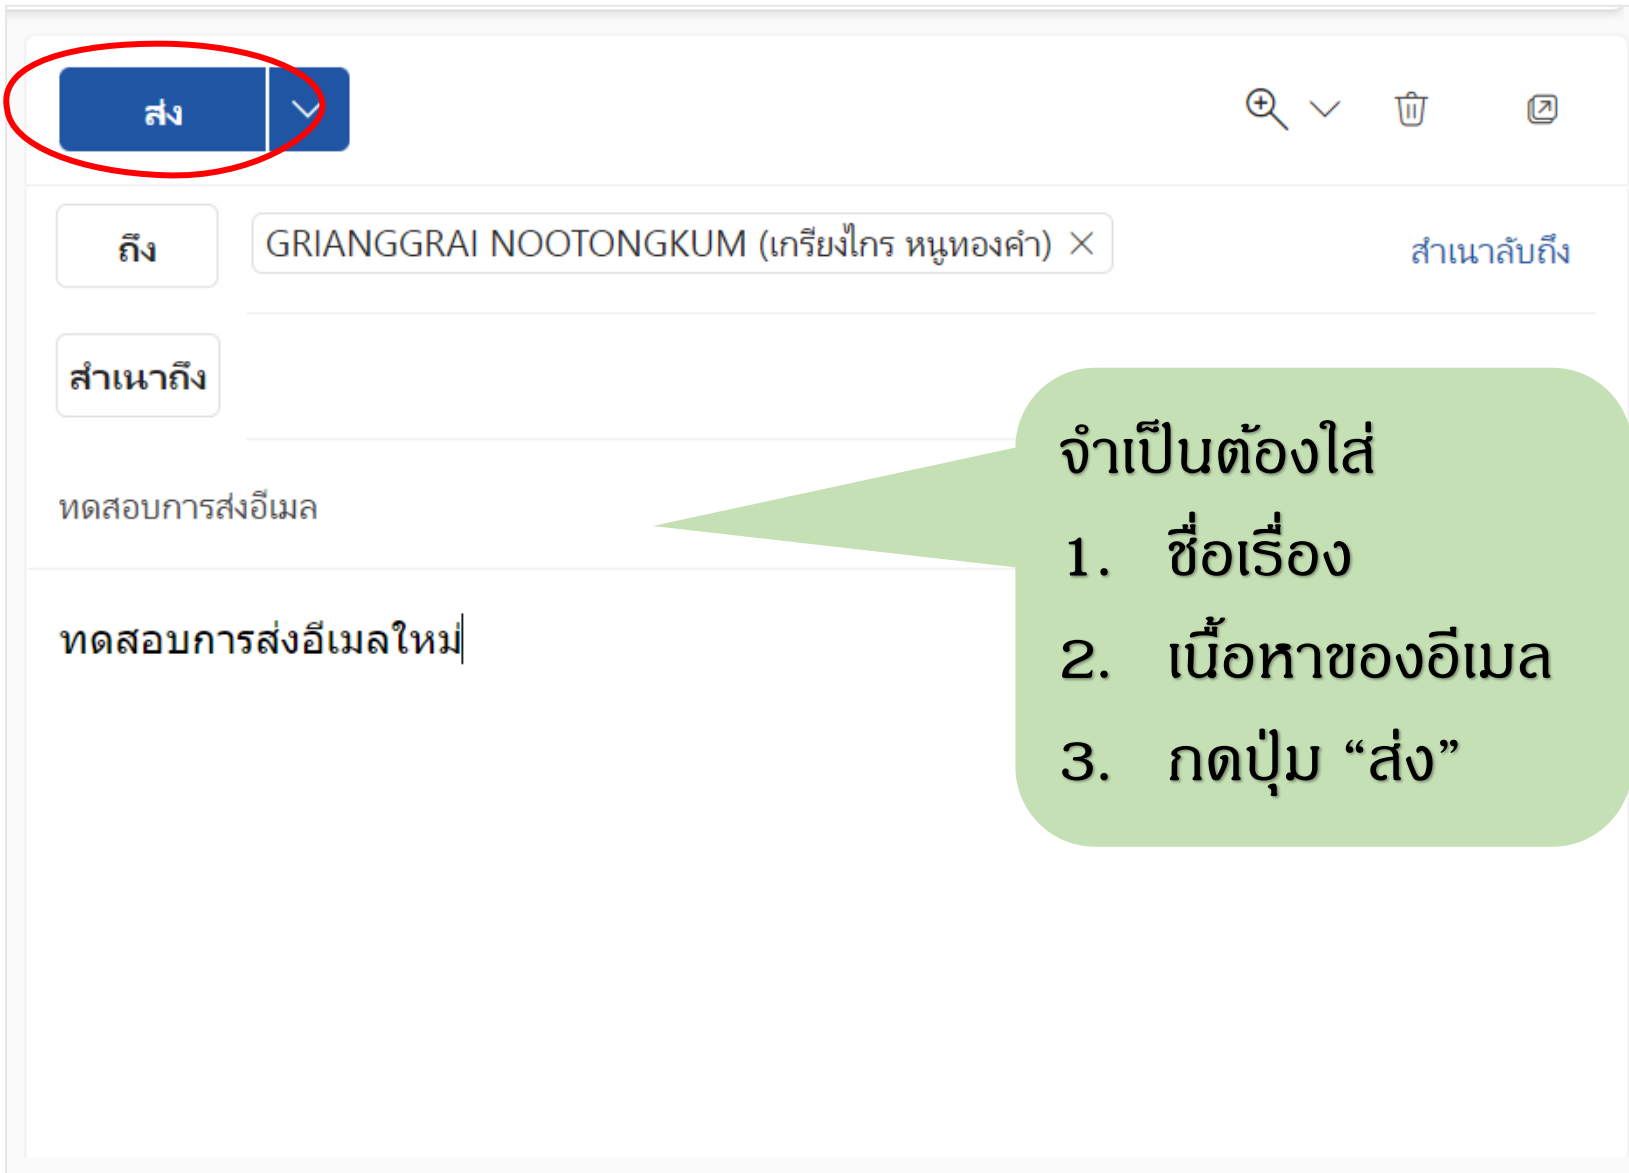 ส่ง
ถึง
GRIANGGRAI NOOTONGKUM (เกรียงไกร หนูทองคำ)
สำเนาลับถึง
สำเนาถึง
ทดสอบการส่งอีเมล
ทดสอบการส่งอีเมลใหม่
จำเป็นต้องใส่
1. ชื่อเรื่อง
2. เนื้อหาของอีเมล
3. กดปุ่ม “ส่ง”